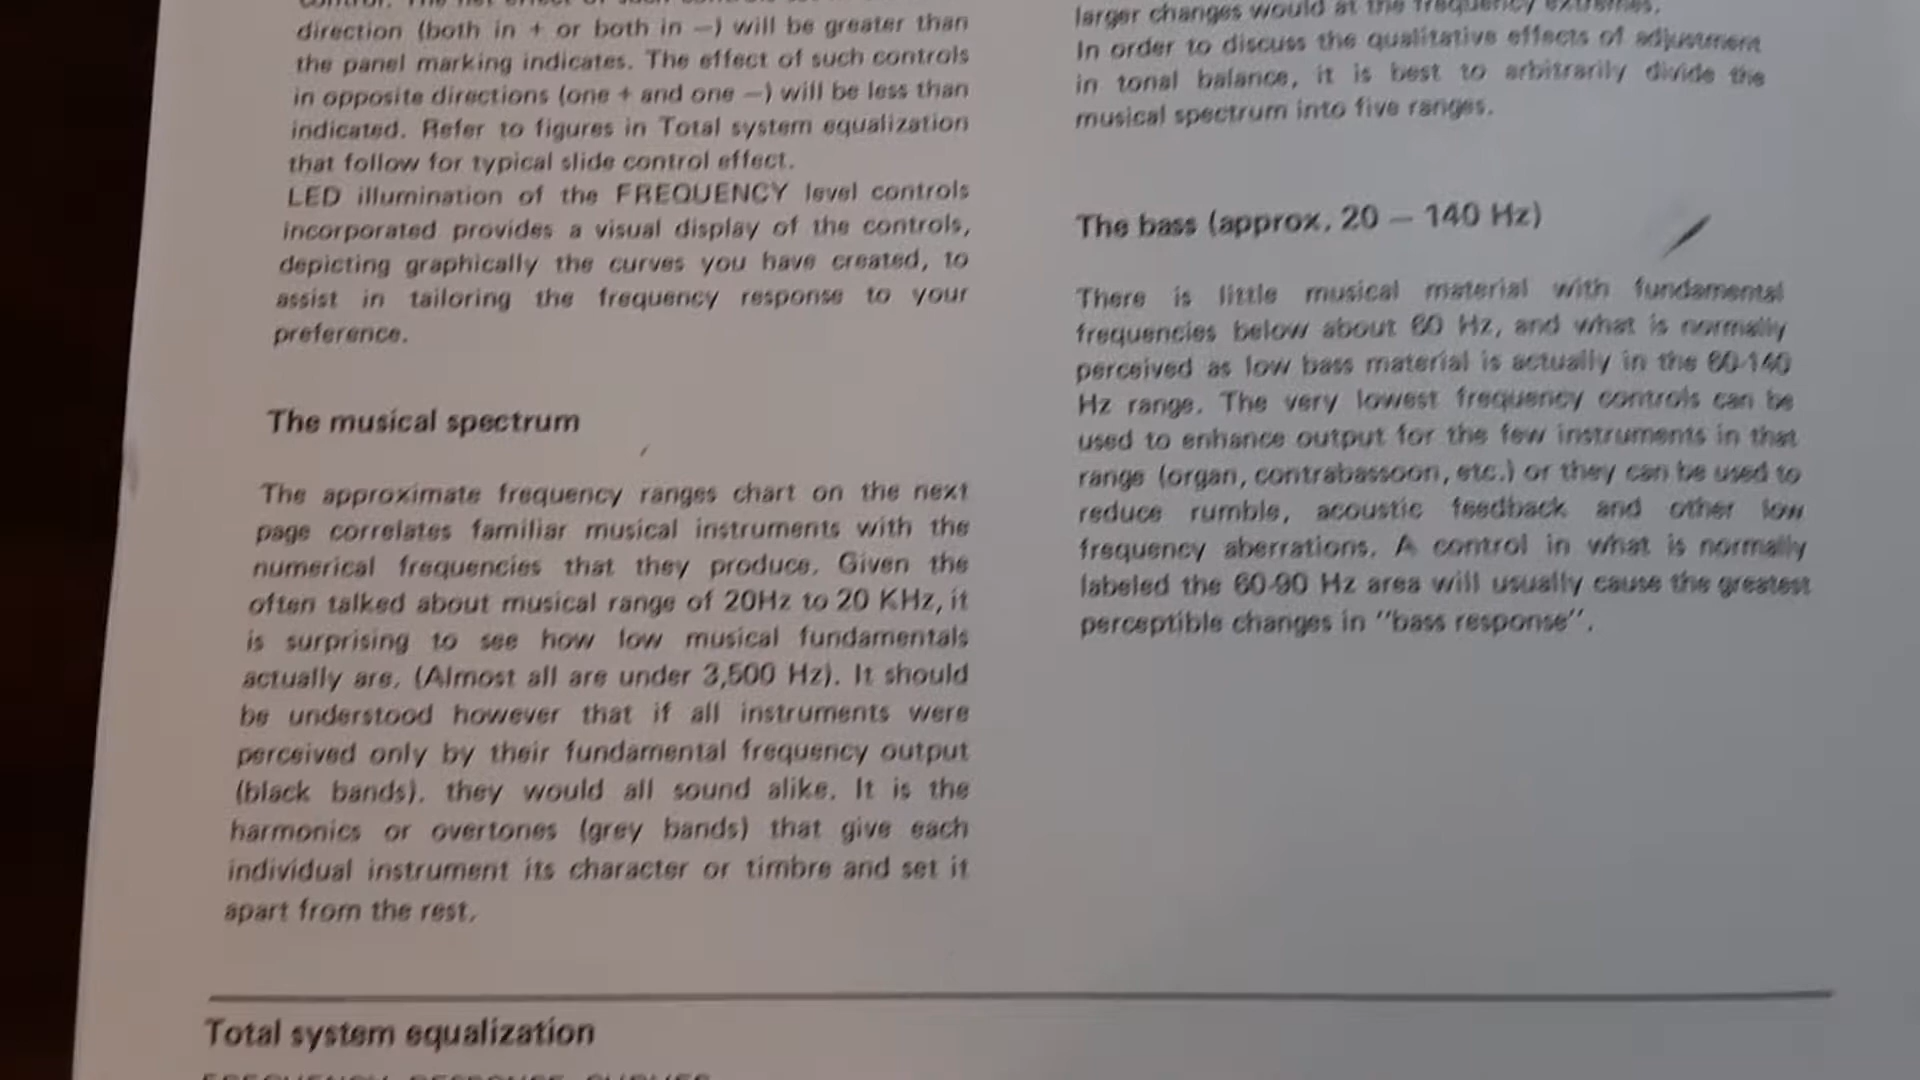 direction (both in + or both in —) will be greater than
the panel marking indicates. The effect of such controls
in opposite directions (one + and one —) will be less than
indicated. Refer to figures in Total system equalization
that follow for typical slide control effect.
LED illumination of the FREQUENCY level controls
incorporated provides a visual display of the controls,
depicting graphically the curves you have created, to
assist in tailoring the frequency response to your
preference.
The musical spectrum
The approximate frequency ranges chart on the next
page correlates familiar musical instruments with the
numerical frequencies that they produce. Given the
often talked about musical range of 20Hz to 20 KHz, it
is surprising to see how low musical fundamentals
actually are. (Almost all are under 3,500 Hz). It should
be understood however that if all instruments were
perceived only by their fundamental frequency output
(black bands). they would all sound alike. It is the
harmonics or overtones (grey bands) that give each
individual instrument its character or timbre and set it
apart from the rest.
larger changes would at the frequency extremes.
In order to discuss the qualitative effects of adjustment
in tonal balance, it is best to arbitrarily divide the
musical spectrum into five ranges.
The bass (approx. 20 — 140 Hz)
There is little musical material with fundamental
frequencies below about 60 Hz, and what is normally
perceived as low bass material is actually in the 60-140
Hz range. The very lowest frequency controls can be
used to enhance output for the few instruments in that
range (organ, contrabassoon, etc.) or they can be used to
reduce rumble, acoustic feedback and other low
frequency aberrations. A control in what is normally
labeled the 60-90 Hz area will usually cause the greatest
perceptible changes in "bass response".
Total system equalization
FREQUENCY RESPONSE CURVES